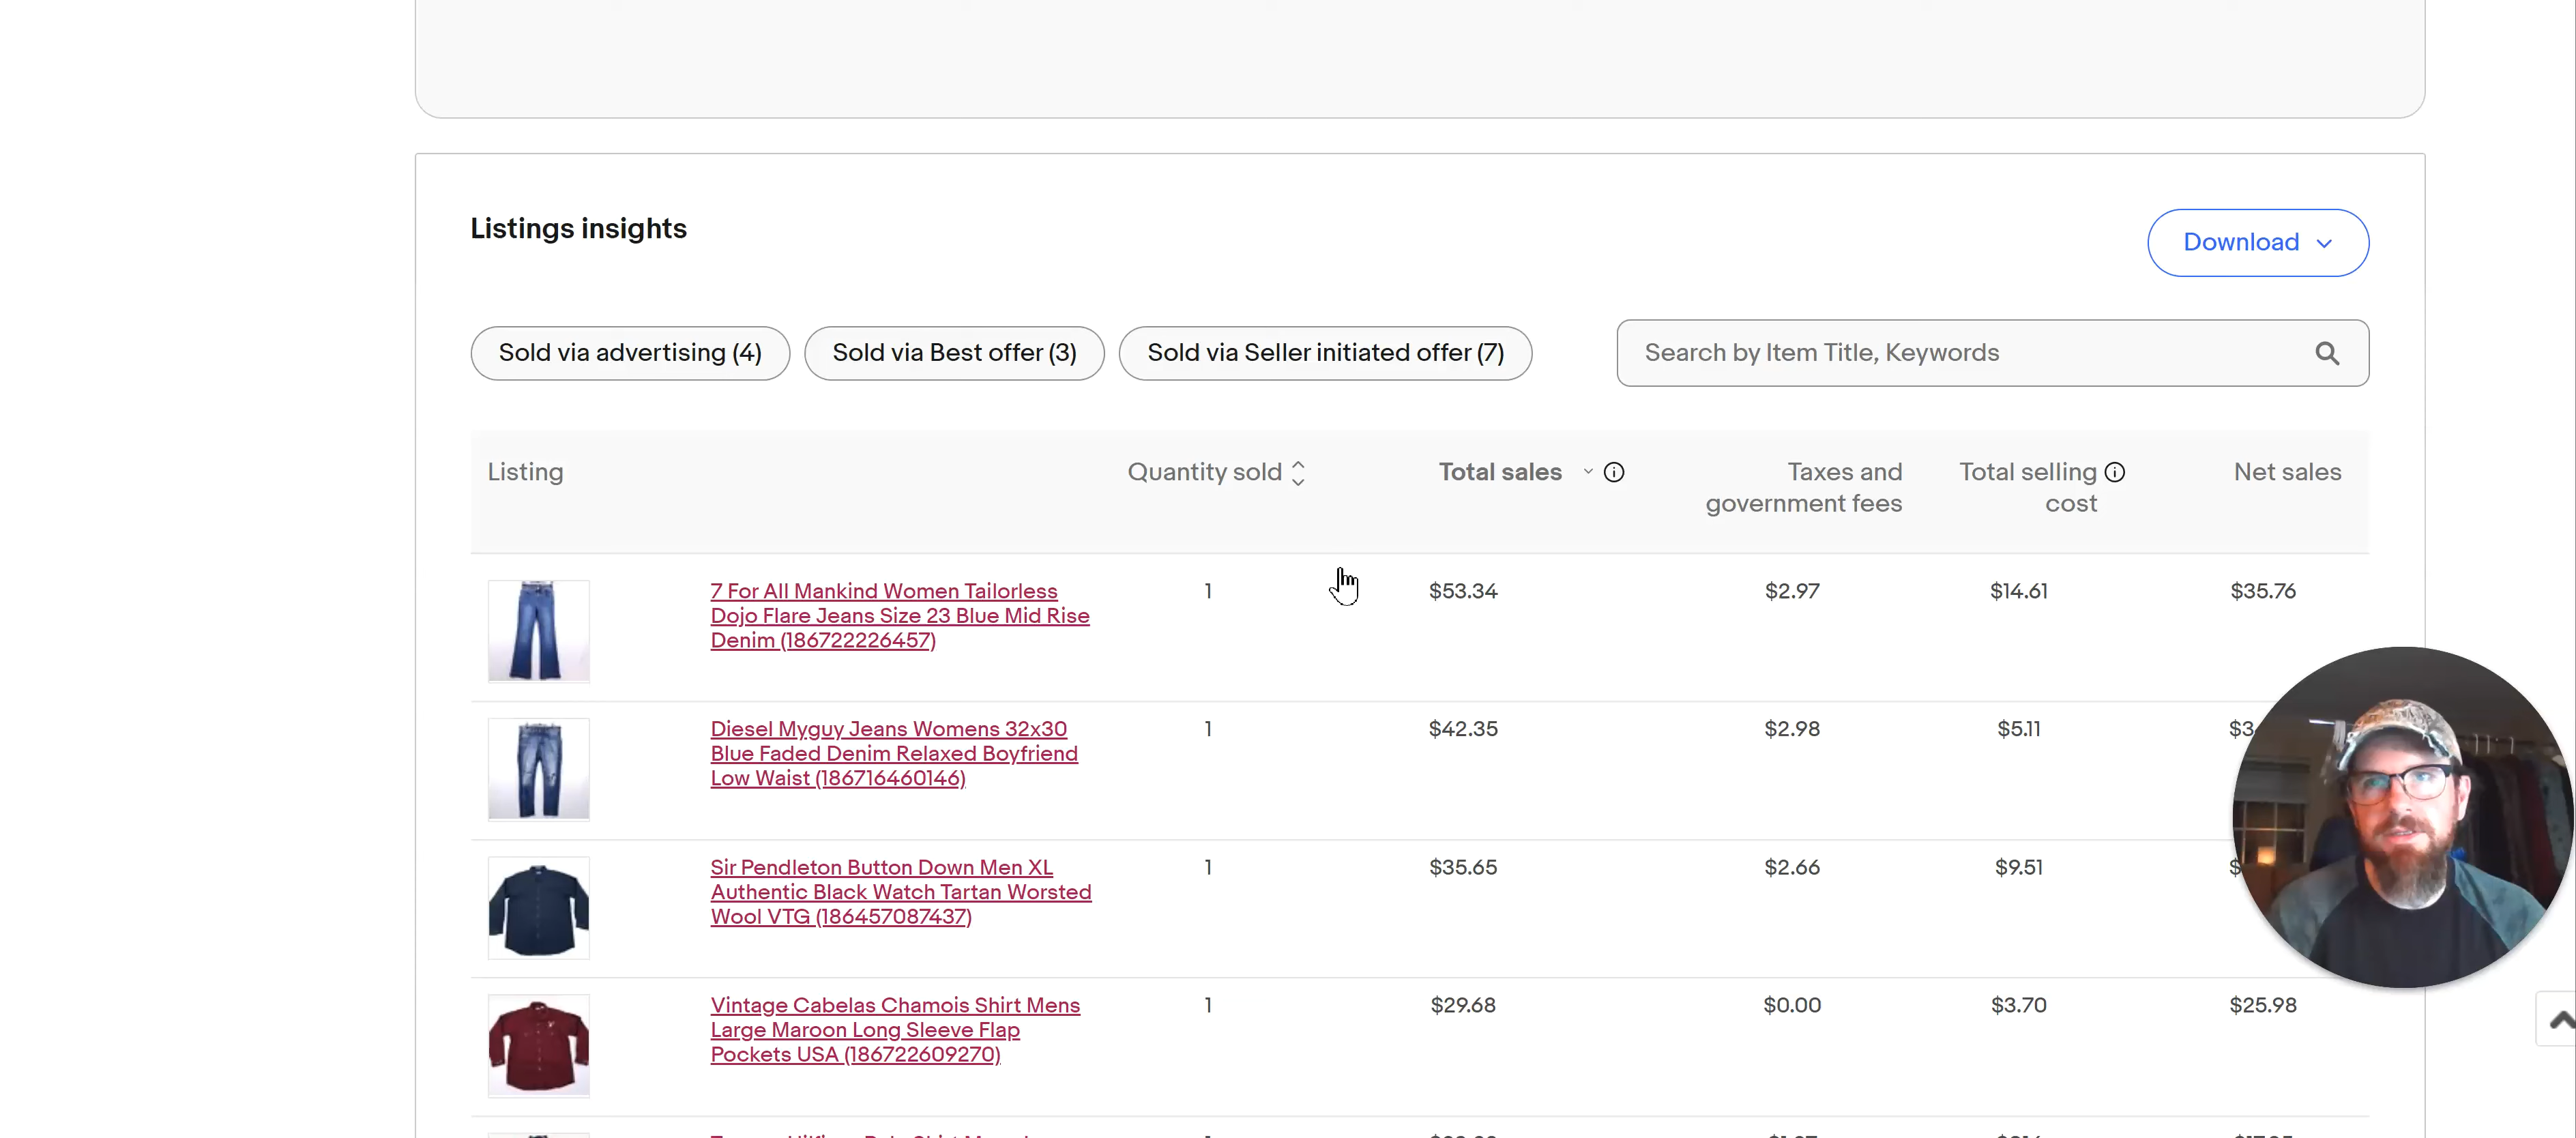 Listings insights
Download
Sold via advertising (4)
Sold via Best offer (3)
Sold via Seller initiated offer (7)
Search by Item Title, Keywords
Listing
Quantity sold
Total sales
Taxes and
government fees
Total selling
cost
Net sales
7 For All Mankind Women Tailorless
Dojo Flare Jeans Size 23 Blue Mid Rise
Denim (186722226457)
1
$53.34
$2.97
$14.61
$35.76
Diesel Myguy Jeans Womens 32x30
Blue Faded Denim Relaxed Boyfriend
Low Waist (186716460146)
1
$42.35
$2.98
$5.11
Sir Pendleton Button Down Men XL
Authentic Black Watch Tartan Worsted
Wool VTG (186457087437)
1
$35.65
$2.66
$9.51
Vintage Cabelas Chamois Shirt Mens
Large Maroon Long Sleeve Flap
Pockets USA (186722609270)
1
$29.68
$0.00
$3.70
$25.98